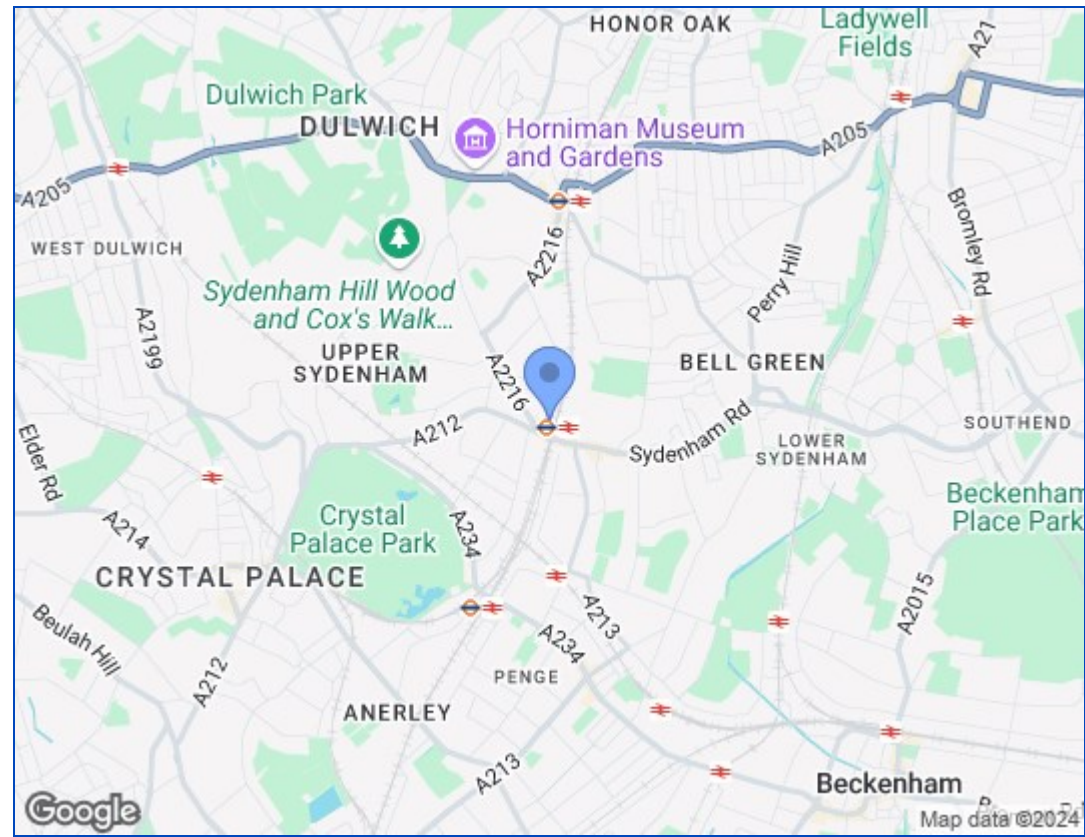 HONOR OAK
Ladywell
Fields
A21
Dulwich Park
DULWICH
Horniman Museum
and Gardens
A205
A205
WEST DULWICH
A2216
Perry Hill
Bromley Rd
Sydenham Hill Wood
and Cox's Walk...
A2199
UPPER
SYDENHAM
A2216
BELL GREEN
A212
Sydenham Rd
LOWER
SYDENHAM
SOUTHEND
Elder Rd
A214
Crystal
Palace Park
A234
Beckenham
Place Park
CRYSTAL PALACE
A213
A2015
Beulah Hill
A212
A234
PENGE
ANERLEY
A213
Beckenham
Google
Map data ©2024